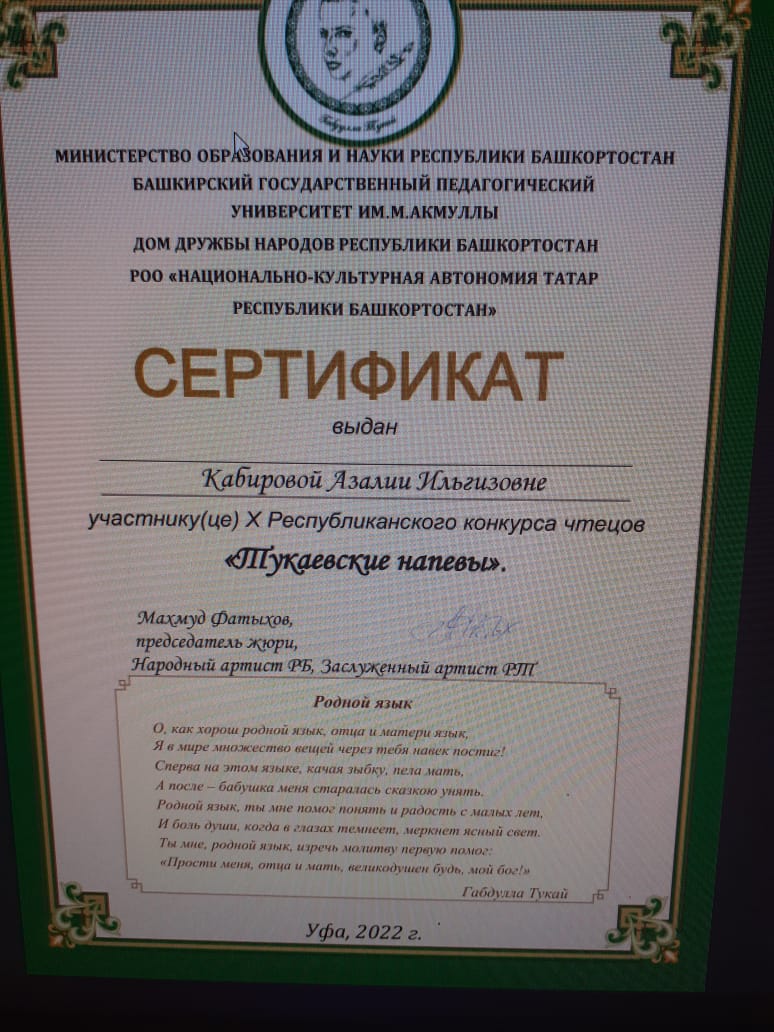 Габдулла Тукай
МИНИСТЕРСТВО ОБРАЗОВАНИЯ И НАУКИ РЕСПУБЛИКИ БАШКОРТОСТАН
БАШКИРСКИЙ ГОСУДАРСТВЕННЫЙ ПЕДАГОГИЧЕСКИЙ
УНИВЕРСИТЕТ ИМ.М.АКМУЛЛЫ
ДОМ ДРУЖБЫ НАРОДОВ РЕСПУБЛИКИ БАШКОРТОСТАН
РОО «НАЦИОНАЛЬНО-КУЛЬТУРНАЯ АВТОНОМИЯ ТАТАР
РЕСПУБЛИКИ БАШКОРТОСТАН»
СЕРТИФИКАТ
выдан
Кабировой Азалии Ильгизовне
участнику(це) X Республиканского конкурса чтецов
«Тукаевские напевы».
Махмуд Фатыхов,
председатель жюри,
Народный артист РБ, Заслуженный артист РТ
Родной язык
О, как хорош родной язык, отца и матери язык,
Я в мире множество вещей через тебя навек постиг!
Сперва на этом языке, качая зыбку, пела мать,
А после – бабушка меня старалась сказкою унять.
Родной язык, ты мне помог понять и радость с малых лет,
И боль души, когда в глазах темнеет, меркнет ясный свет.
Ты мне, родной язык, изречь молитву первую помог:
«Прости меня, отца и мать, великодушен будь, мой бог!»
Габдулла Тукай
Уфа, 2022 г.